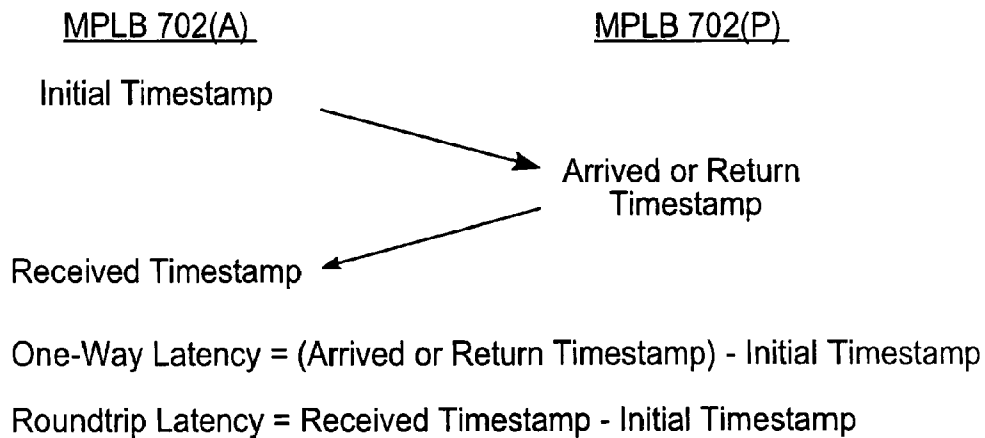 MPLB 702(A) MPLB 702(P)
Initial Timestamp
Arrived or Return
Timestamp
Received Timestamp
One-Way Latency = (Arrived or Return Timestamp) - Initial Timestamp
Roundtrip Latency = Received Timestamp - Initial Timestamp